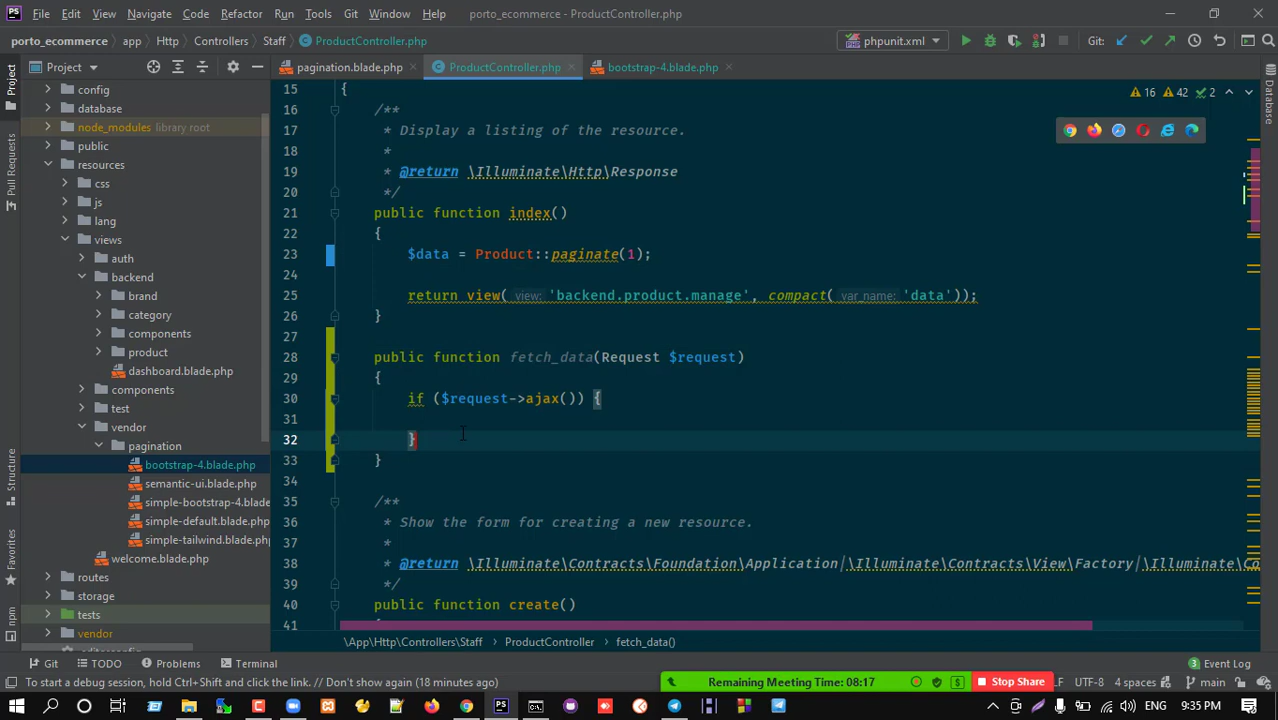 File Edit View Navigate Code Refactor Run Tools Git Window Help porto_ecommerce - ProductController.php
porto_ecommerce app Http Controllers Staff ProductController.php phpunit.xml Git:
Project pagination.blade.php ProductController.php bootstrap-4.blade.php
config
database
node_modules library root
public
resources
css
js
lang
views
auth
backend
brand
category
components
product
dashboard.blade.php
components
test
vendor
pagination
bootstrap-4.blade.php
semantic-ui.blade.php
simple-bootstrap-4.blade
simple-default.blade.php
simple-tailwind.blade.php
welcome.blade.php
routes
storage
tests
vendor
Project
Pull Requests
Structure
Favorites
npm
Database
16 42 2
15 {
16 /**
17 * Display a listing of the resource.
18 *
19 * @return \Illuminate\Http\Response
20 */
21 public function index()
22 {
23 $data = Product::paginate(1);
24
25 return view( view: 'backend.product.manage', compact( var_name: 'data'));
26 }
27
28 public function fetch_data(Request $request)
29 {
30 if ($request->ajax()) {
31
32 }
33 }
34
35 /**
36 * Show the form for creating a new resource.
37 *
38 * @return \Illuminate\Contracts\Foundation\Application|\Illuminate\Contracts\View\Factory|\Illuminate\Co
39 */
40 public function create()
41
\App\Http\Controllers\Staff ProductController fetch_data()
Git TODO Problems Terminal 3 Event Log
To start a debug session, hold Ctrl+Shift and click the link. // Don't show again (18 minutes ago) LF UTF-8 4 spaces main
Remaining Meeting Time: 08:17 Stop Share
ENG 9:35 PM